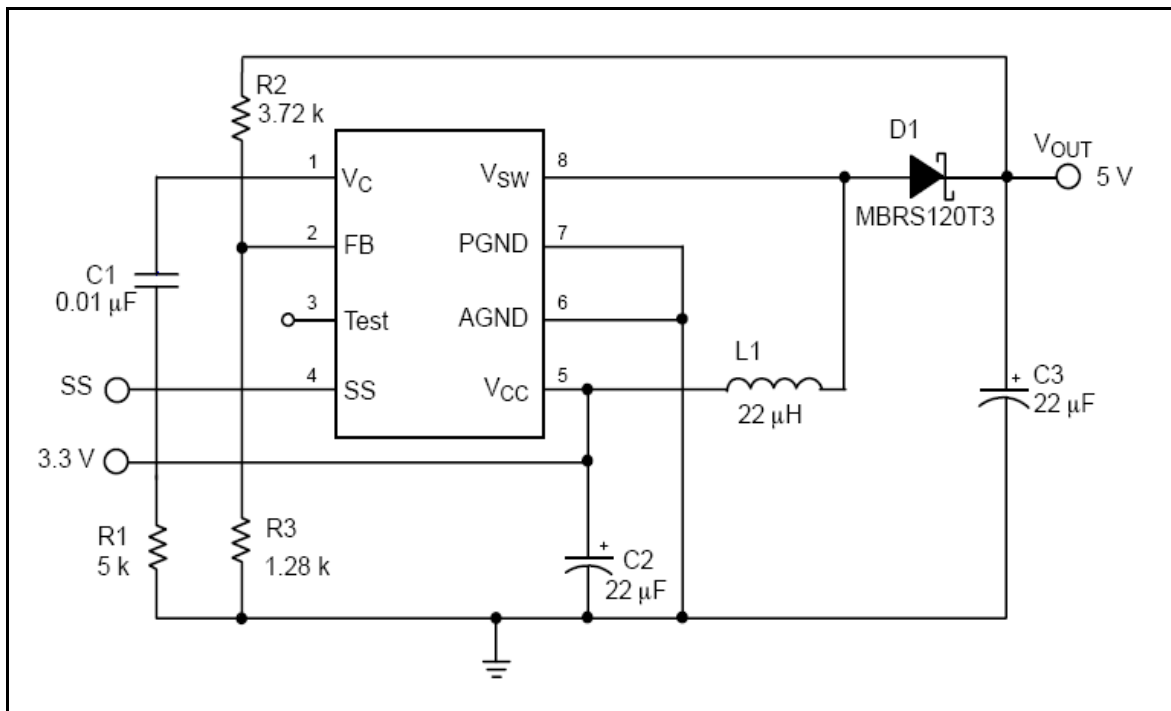 R2
3.72 k
D1
V_OUT
5 V
MBRS120T3
1
V_C
V_SW
8
2
FB
PGND
7
C1
0.01 μF
3
Test
AGND
6
L1
22 μH
SS
4
SS
V_CC
5
C3
+
22 μF
3.3 V
R1
5 k
R3
1.28 k
+
C2
22 μF